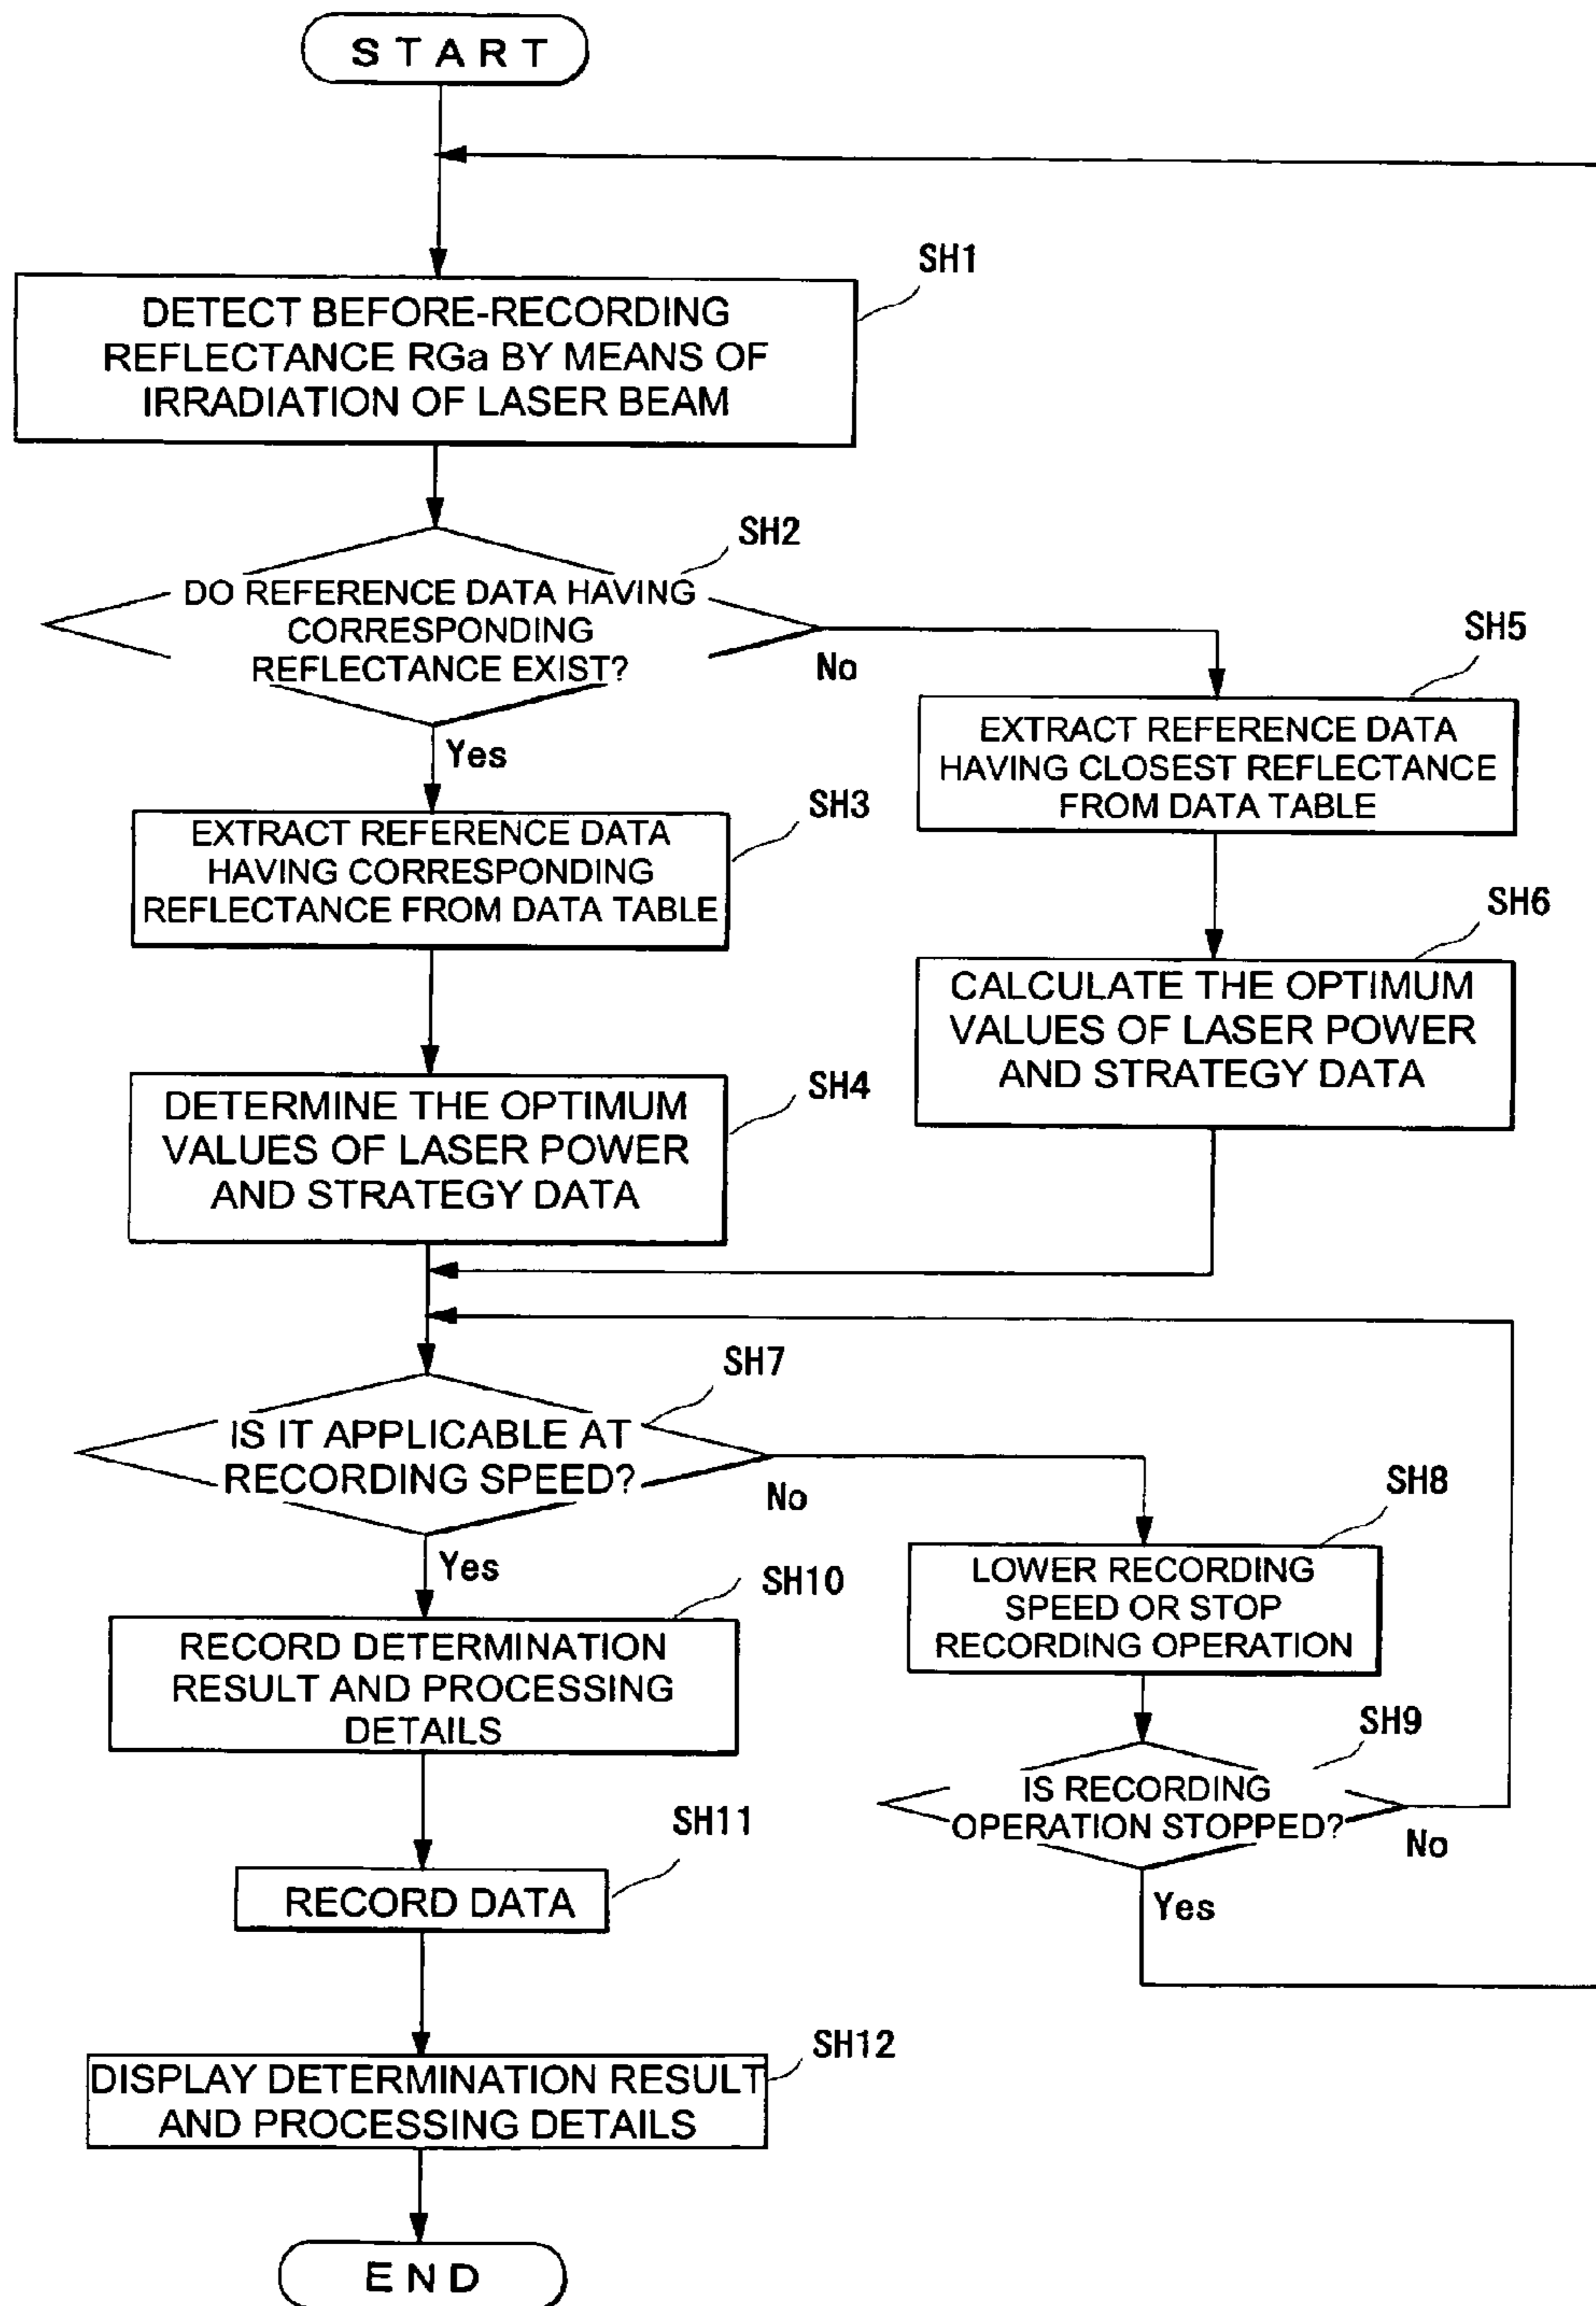 START
SH1
DETECT BEFORE-RECORDING
REFLECTANCE RGa BY MEANS OF
IRRADIATION OF LASER BEAM
SH2
DO REFERENCE DATA HAVING
CORRESPONDING
REFLECTANCE EXIST?
No
Yes
SH5
EXTRACT REFERENCE DATA
HAVING CLOSEST REFLECTANCE
FROM DATA TABLE
SH3
EXTRACT REFERENCE DATA
HAVING CORRESPONDING
REFLECTANCE FROM DATA TABLE
SH6
CALCULATE THE OPTIMUM
VALUES OF LASER POWER
AND STRATEGY DATA
SH4
DETERMINE THE OPTIMUM
VALUES OF LASER POWER
AND STRATEGY DATA
SH7
IS IT APPLICABLE AT
RECORDING SPEED?
No
Yes
SH8
LOWER RECORDING
SPEED OR STOP
RECORDING OPERATION
SH10
RECORD DETERMINATION
RESULT AND PROCESSING
DETAILS
SH9
IS RECORDING
OPERATION STOPPED?
No
Yes
SH11
RECORD DATA
SH12
DISPLAY DETERMINATION RESULT
AND PROCESSING DETAILS
END